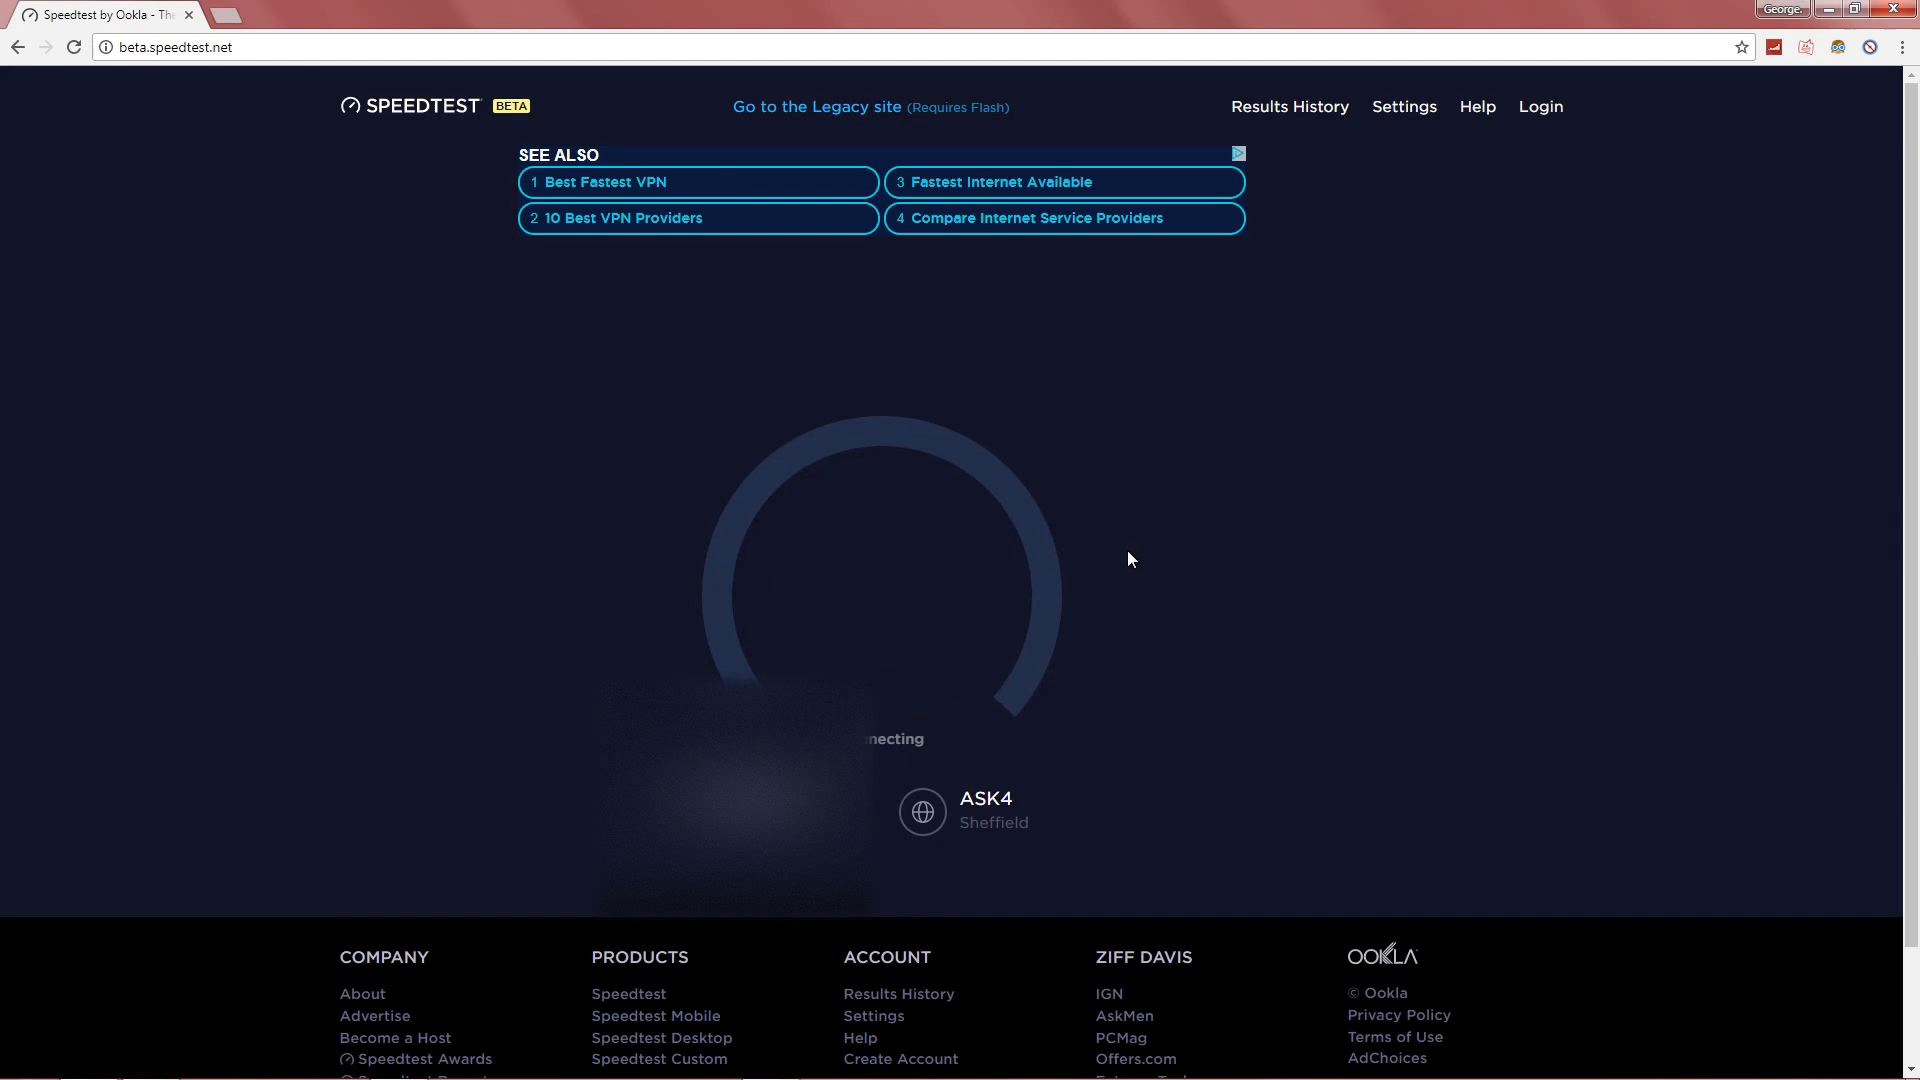 Speedtest by Ookla - The
George.
beta.speedtest.net
SPEEDTEST BETA
Go to the Legacy site (Requires Flash)
Results History Settings Help Login
SEE ALSO
1 Best Fastest VPN
3 Fastest Internet Available
2 10 Best VPN Providers
4 Compare Internet Service Providers
nnecting
ASK4
Sheffield
COMPANY
About
Advertise
Become a Host
Speedtest Awards
PRODUCTS
Speedtest
Speedtest Mobile
Speedtest Desktop
Speedtest Custom
ACCOUNT
Results History
Settings
Help
Create Account
ZIFF DAVIS
IGN
AskMen
PCMag
Offers.com
OOKLA
© Ookla
Privacy Policy
Terms of Use
AdChoices